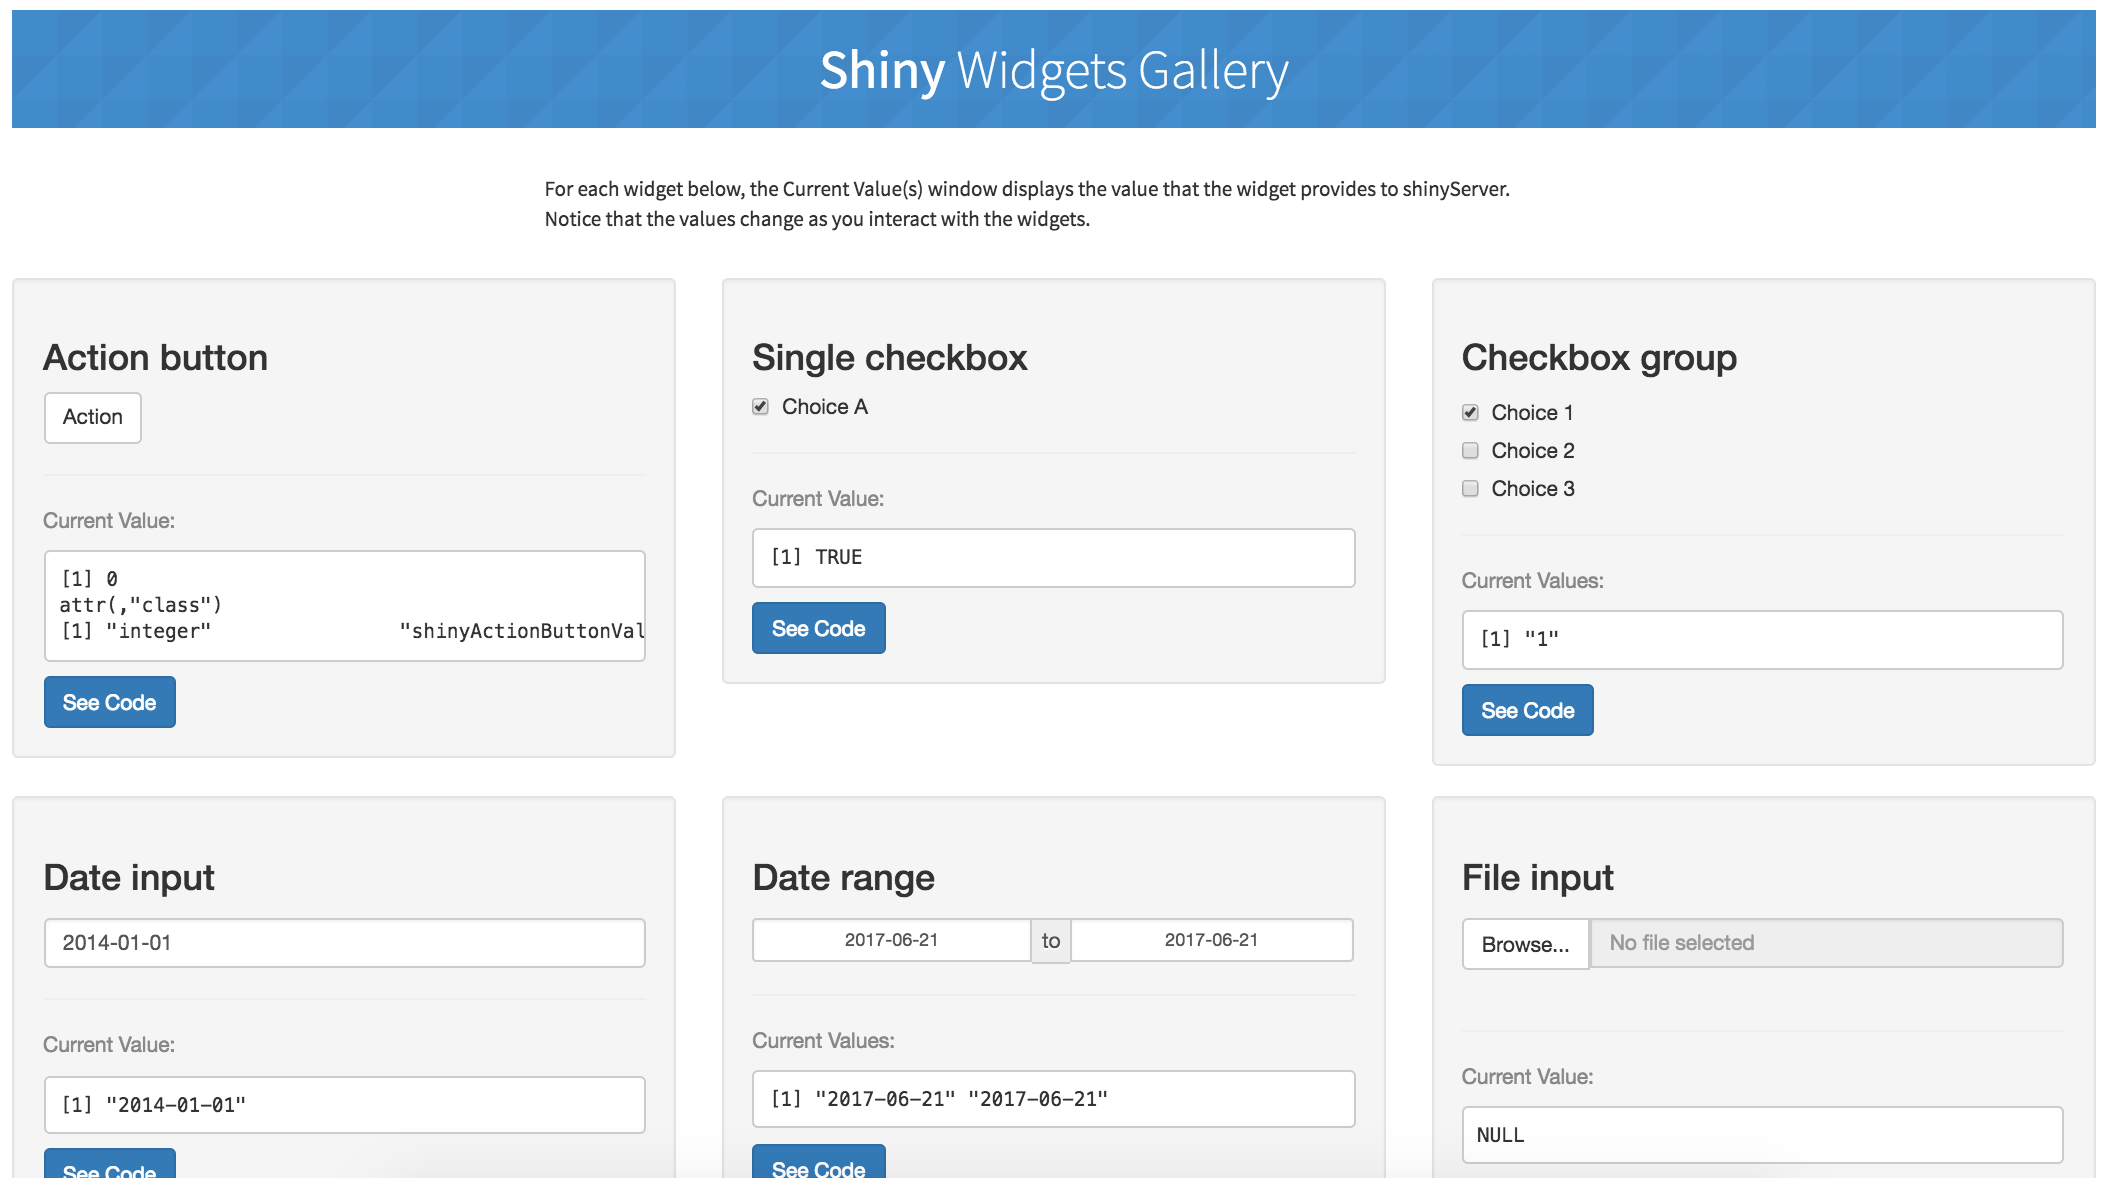 Shiny Widgets Gallery
For each widget below, the Current Value(s) window displays the value that the widget provides to shinyServer.
Notice that the values change as you interact with the widgets.
Action button
Action
Current Value:
[1] 0
attr(,"class")
[1] "integer"               "shinyActionButtonVal
See Code
Single checkbox
Choice A
Current Value:
[1] TRUE
See Code
Checkbox group
Choice 1
Choice 2
Choice 3
Current Values:
[1] "1"
See Code
Date input
2014-01-01
Current Value:
[1] "2014-01-01"
See Code
Date range
2017-06-21 to 2017-06-21
Current Values:
[1] "2017-06-21" "2017-06-21"
See Code
File input
Browse... No file selected
Current Value:
NULL